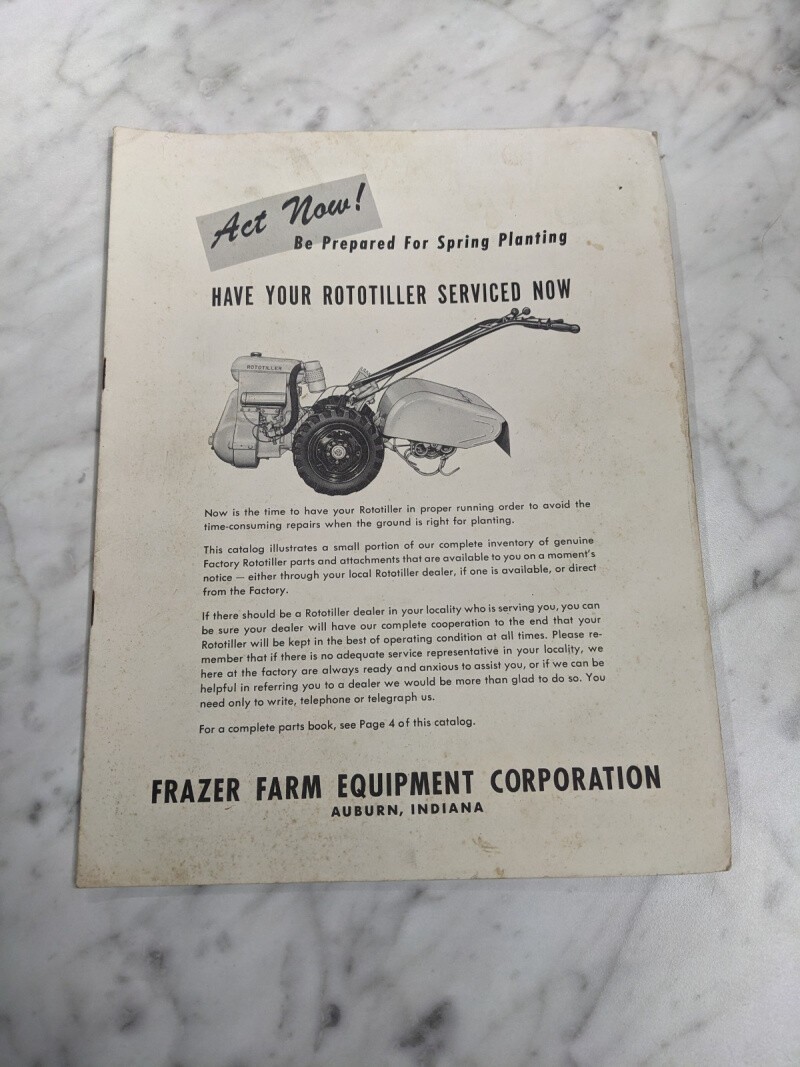 Act Now!
Be Prepared For Spring Planting
HAVE YOUR ROTOTILLER SERVICED NOW
ROTOTILLER
Now is the time to have your Rototiller in proper running order to avoid the
time-consuming repairs when the ground is right for planting.
This catalog illustrates a small portion of our complete inventory of genuine
Factory Rototiller parts and attachments that are available to you on a moment's
notice — either through your local Rototiller dealer, if one is available, or direct
from the Factory.
If there should be a Rototiller dealer in your locality who is serving you, you can
be sure your dealer will have our complete cooperation to the end that your
Rototiller will be kept in the best of operating condition at all times. Please re-
member that if there is no adequate service representative in your locality, we
here at the factory are always ready and anxious to assist you, or if we can be
helpful in referring you to a dealer we would be more than glad to do so. You
need only to write, telephone or telegraph us.
For a complete parts book, see Page 4 of this catalog.
FRAZER FARM EQUIPMENT CORPORATION
AUBURN, INDIANA